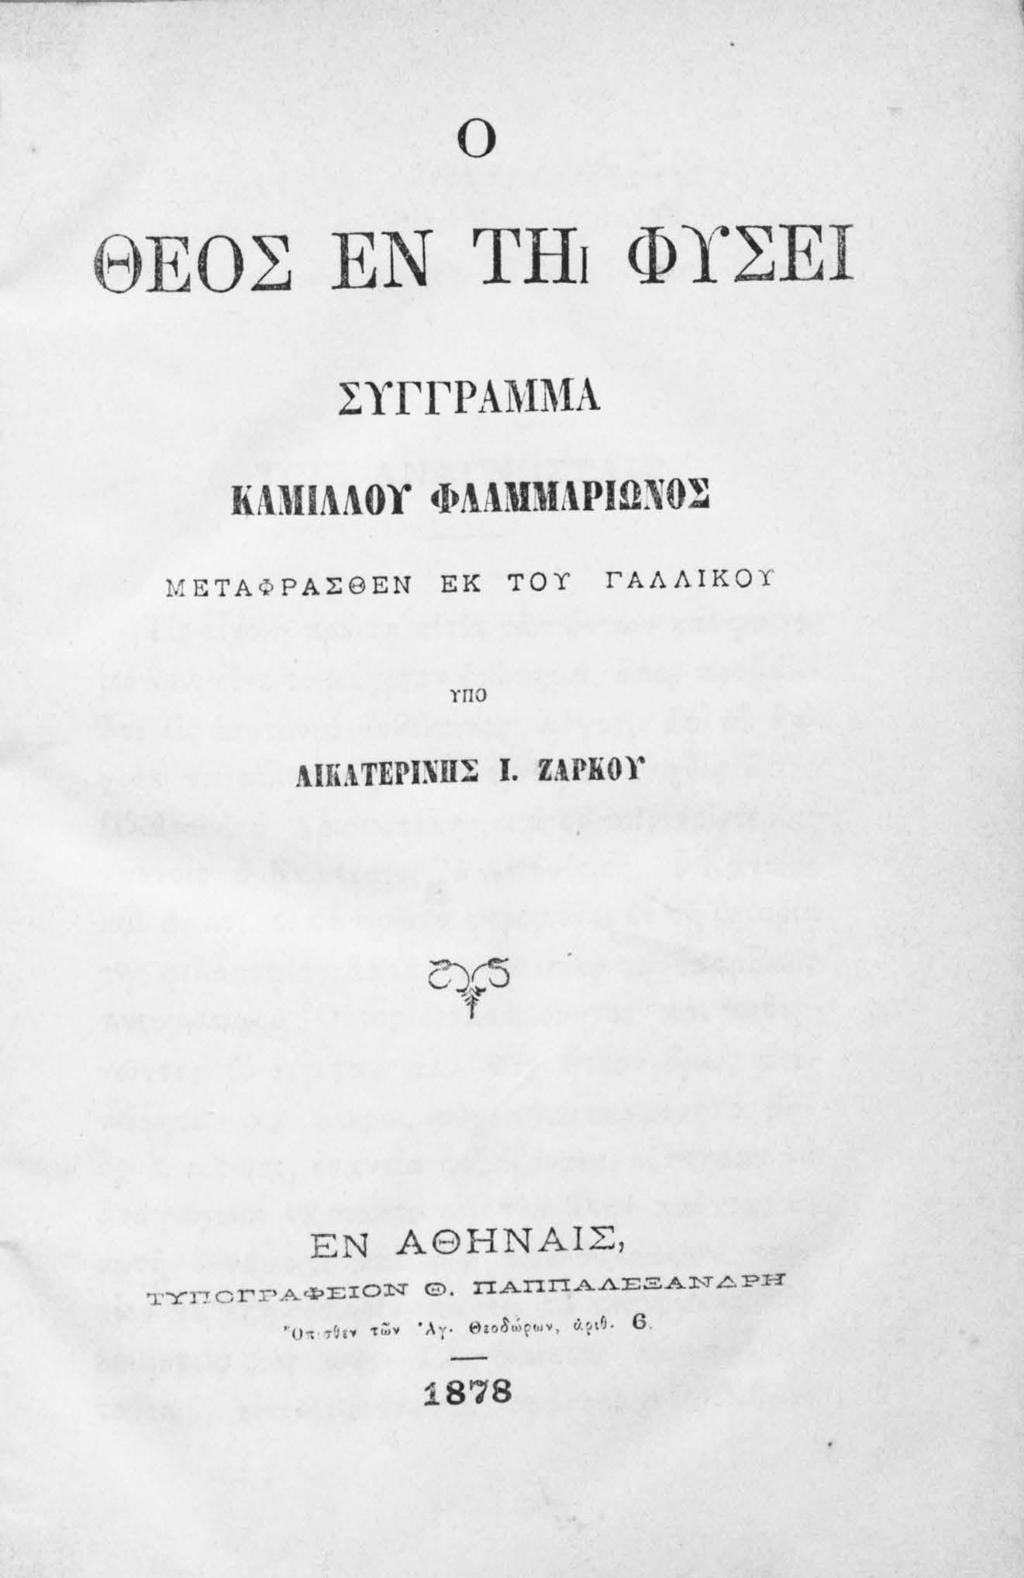 Ο
ΘΕΟΣ ΕΝ ΤΗι ΦΥΣΕΙ
ΣΥΓΓΡΑΜΜΑ
ΚΑΜΙΛΛΟΥ ΦΛΑΜΜΑΡΙΩΝΟΣ
ΜΕΤΑΦΡΑΣΘΕΝ ΕΚ ΤΟΥ ΓΑΛΛΙΚΟΥ
ΥΠΟ
ΑΙΚΑΤΕΡΙΝΗΣ Ι. ΖΑΡΚΟΥ
ΕΝ ΑΘΗΝΑΙΣ,
ΤΥΠΟΓΡΑΦΕΙΟΝ Θ. ΠΑΠΠΑΛΕΞΑΝΔΡΗ
Ὄπισθεν τῶν Ἁγ. Θεοδώρων, ἀριθ. 6.
1878